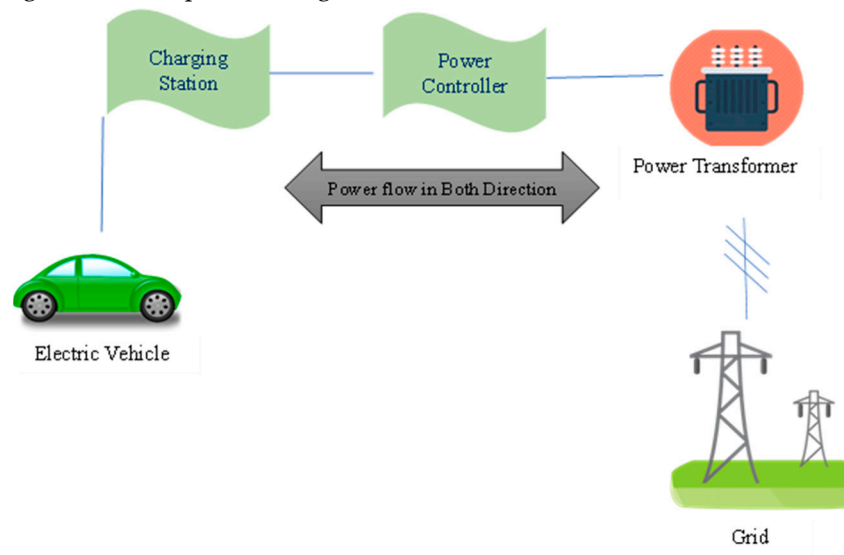 Charging
Station
Power
Controller
Power Transformer
Power flow in Both Direction
Electric Vehicle
Grid